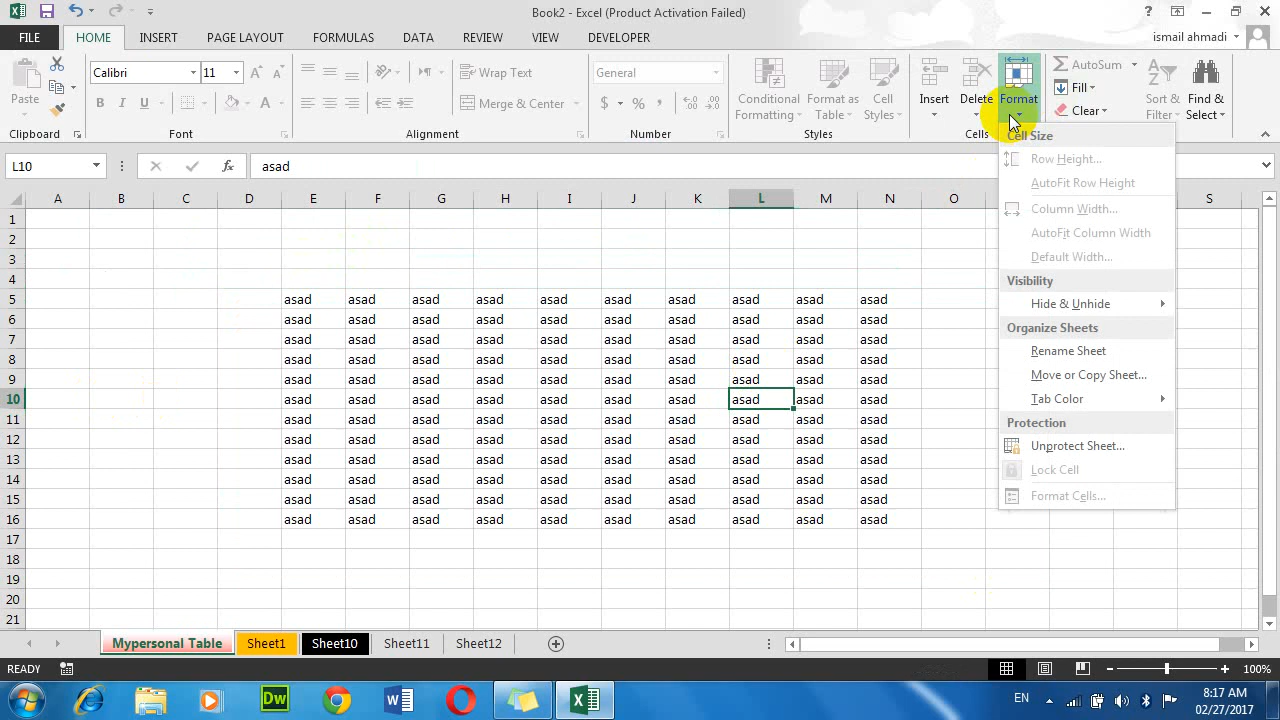 Book2 - Excel (Product Activation Failed)
FILE HOME INSERT PAGE LAYOUT FORMULAS DATA REVIEW VIEW DEVELOPER ismail ahmadi
Paste
Clipboard
Calibri 11
B I U A
Font
Wrap Text
Merge & Center
Alignment
General
$ % ,
Number
Conditional Formatting
Format as Table
Cell Styles
Styles
Insert Delete Format
Cells
AutoSum
Fill
Clear
Sort & Filter
Find & Select
L10
fx
asad
Cell Size
Row Height...
AutoFit Row Height
Column Width...
AutoFit Column Width
Default Width...
Visibility
Hide & Unhide
Organize Sheets
Rename Sheet
Move or Copy Sheet...
Tab Color
Protection
Unprotect Sheet...
Lock Cell
Format Cells...
A B C D E F G H I J K L M N O S
1
2
3
4
5 asad asad asad asad asad asad asad asad asad asad
6 asad asad asad asad asad asad asad asad asad asad
7 asad asad asad asad asad asad asad asad asad asad
8 asad asad asad asad asad asad asad asad asad asad
9 asad asad asad asad asad asad asad asad asad asad
10 asad asad asad asad asad asad asad asad asad asad
11 asad asad asad asad asad asad asad asad asad asad
12 asad asad asad asad asad asad asad asad asad asad
13 asad asad asad asad asad asad asad asad asad asad
14 asad asad asad asad asad asad asad asad asad asad
15 asad asad asad asad asad asad asad asad asad asad
16 asad asad asad asad asad asad asad asad asad asad
17
18
19
20
21
Mypersonal Table Sheet1 Sheet10 Sheet11 Sheet12
READY 100%
Dw
EN
8:17 AM
02/27/2017